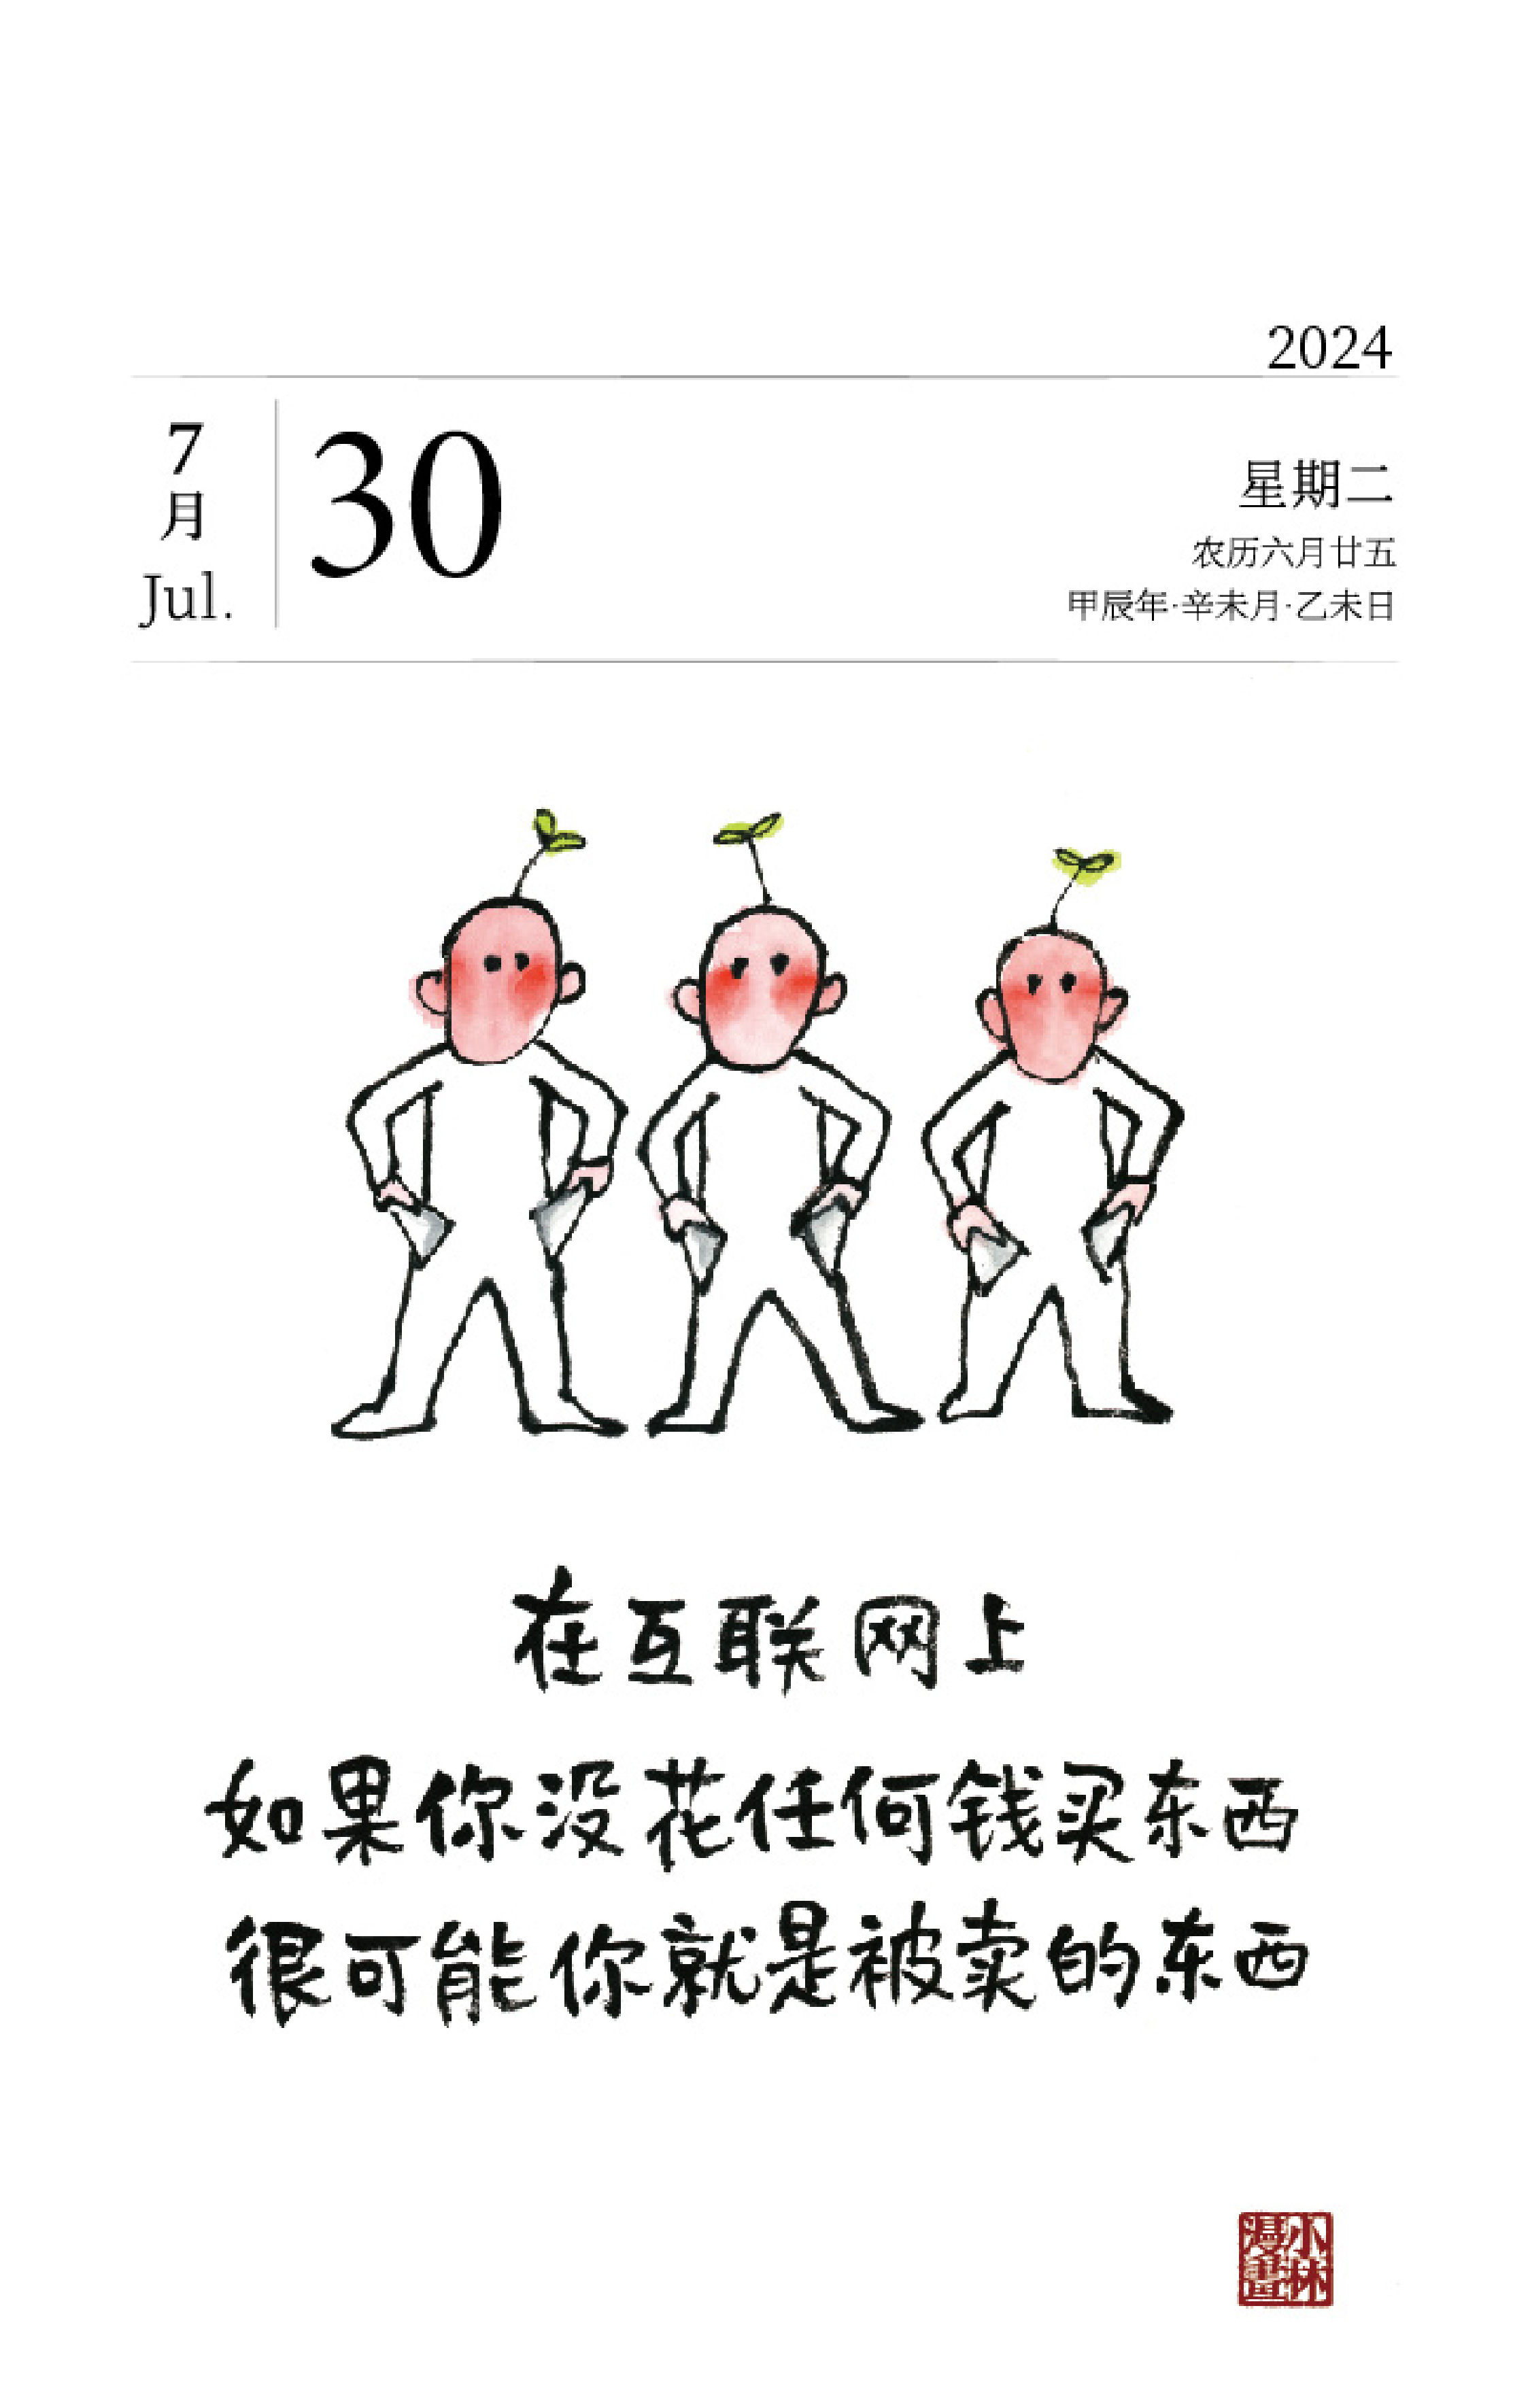 2024
7
月
Jul.
30
星期二
农历六月廿五
甲辰年·辛未月·乙未日
在互联网上
如果你没花任何钱买东西
很可能你就是被卖的东西
小林
漫畫